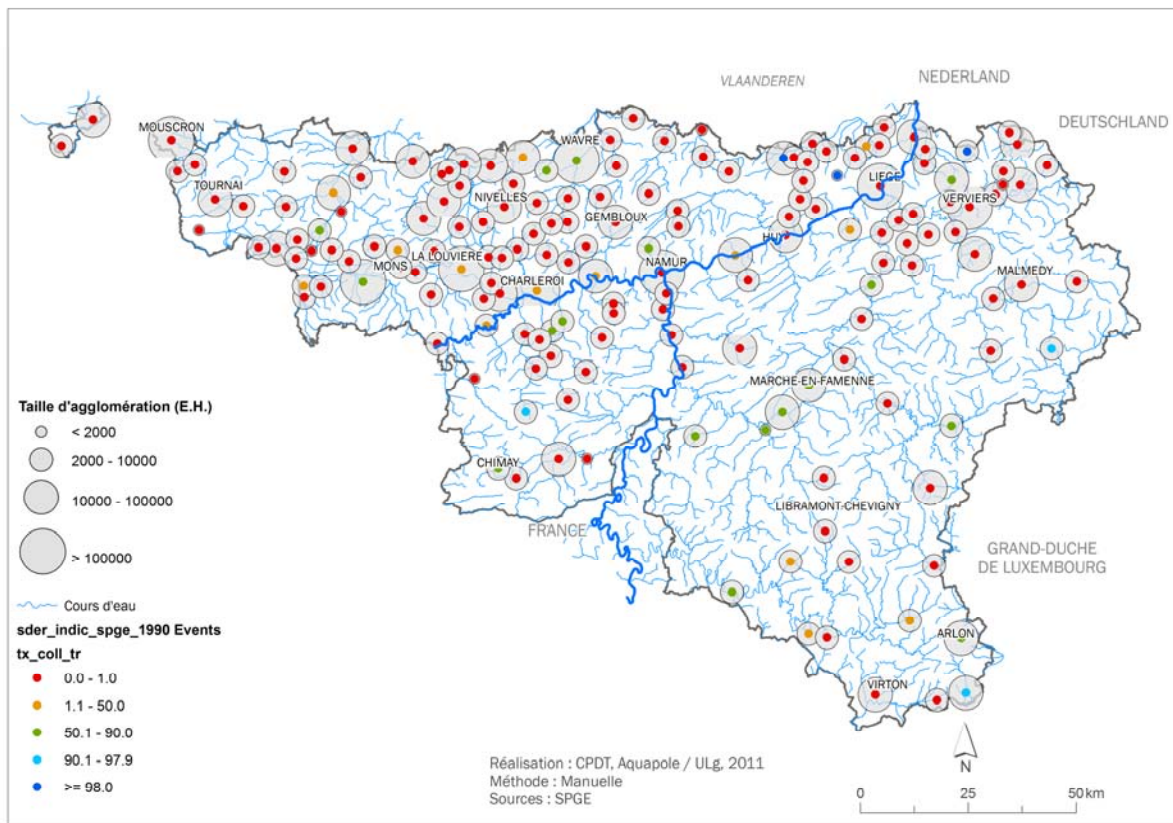 VLAANDEREN
NEDERLAND
DEUTSCHLAND
MOUSCRON
WAVRE
TOURNAI
LIEGE
NIVELLES
VERVIERS
GEMBLOUX
HUY
LA LOUVIERE
MONS
NAMUR
CHARLEROI
MALMEDY
MARCHE-EN-FAMENNE
CHIMAY
LIBRAMONT-CHEVIGNY
FRANCE
GRAND-DUCHE
DE LUXEMBOURG
ARLON
VIRTON
Taille d'agglomération (E.H.)
< 2000
2000 - 10000
10000 - 100000
> 100000
Cours d'eau
sder_indic_spge_1990 Events
tx_coll_tr
0.0 - 1.0
1.1 - 50.0
50.1 - 90.0
90.1 - 97.9
>= 98.0
Réalisation : CPDT, Aquapole / ULg, 2011
Méthode : Manuelle
Sources : SPGE
N
0 25 50 km